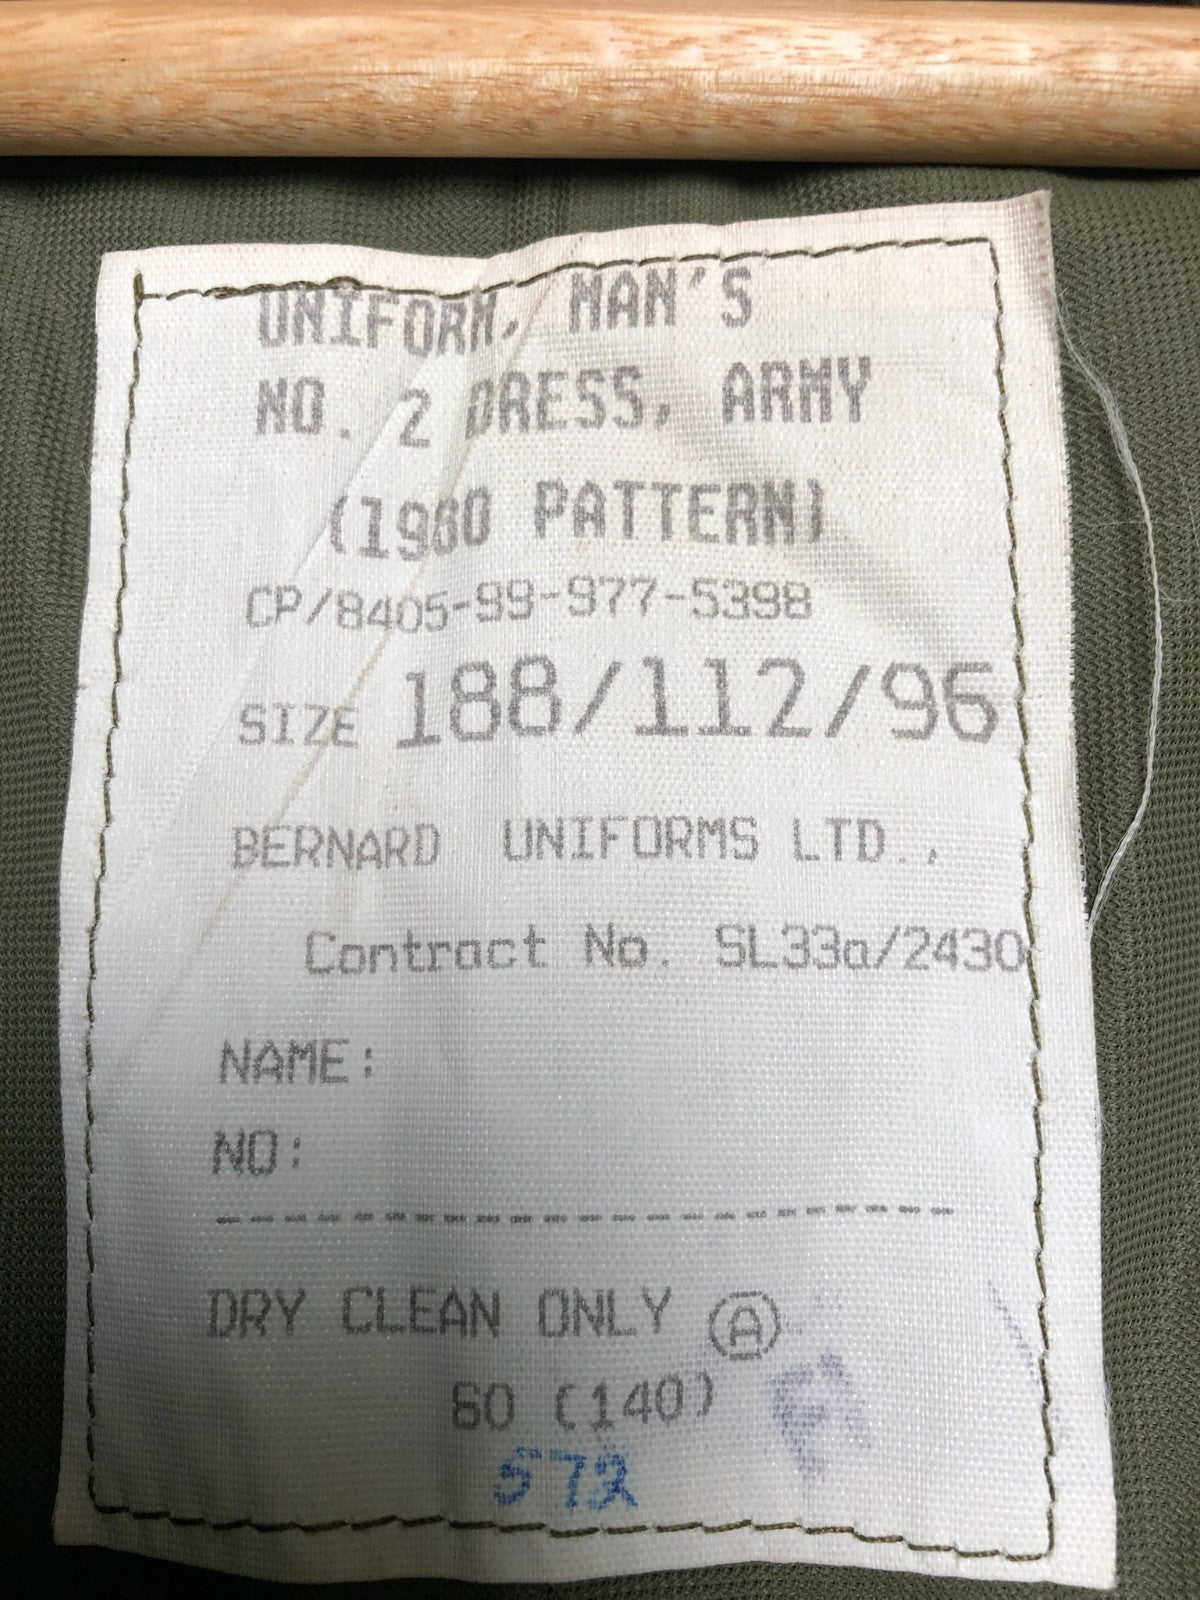 UNIFORM, MAN'S
NO. 2 DRESS, ARMY
(1960 PATTERN)
CP/8405-99-977-5398
SIZE 188/112/96
BERNARD UNIFORMS LTD.,
Contract No. SL33a/2430
NAME:
NO:
--------------------------
DRY CLEAN ONLY Ⓐ
60 (140)
572